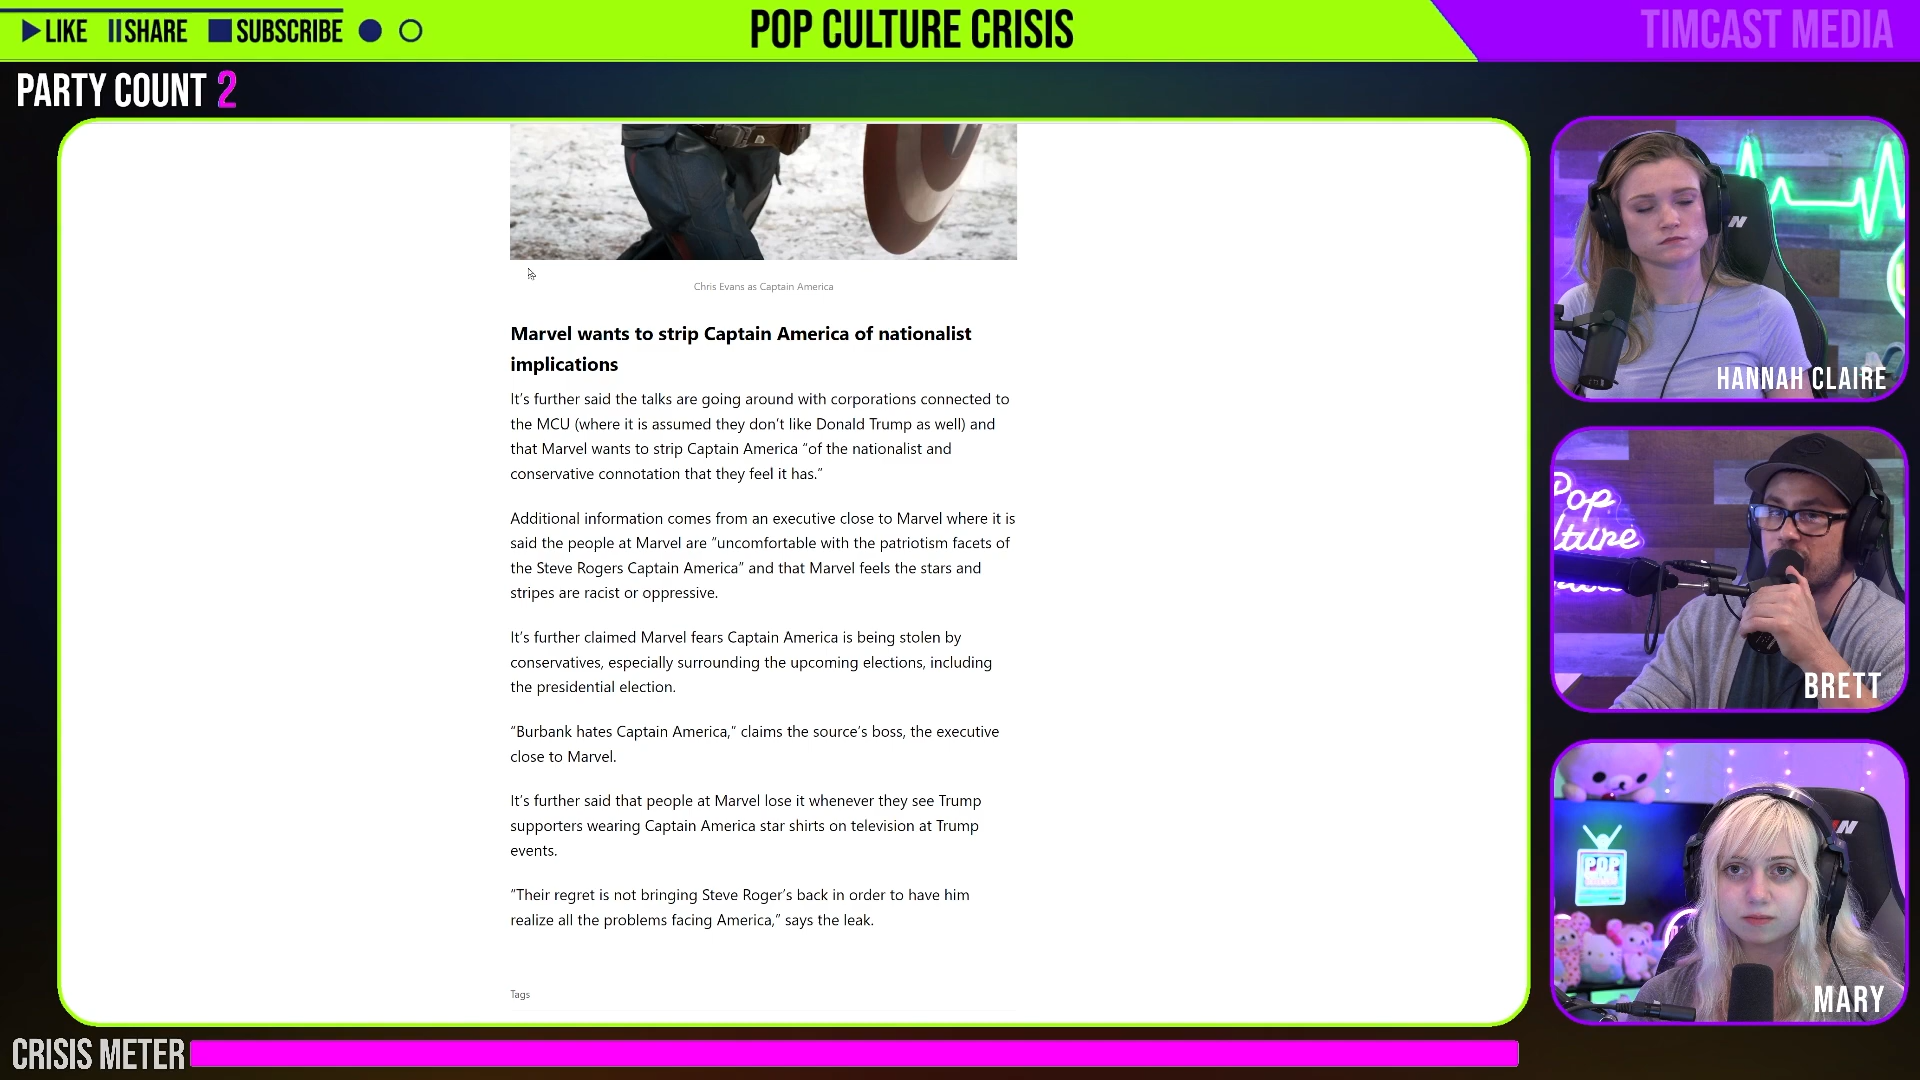 LIKE SHARE SUBSCRIBE
POP CULTURE CRISIS
TIMCAST MEDIA
PARTY COUNT 2
Chris Evans as Captain America
Marvel wants to strip Captain America of nationalist
implications
It's further said the talks are going around with corporations connected to
the MCU (where it is assumed they don't like Donald Trump as well) and
that Marvel wants to strip Captain America "of the nationalist and
conservative connotation that they feel it has."
Additional information comes from an executive close to Marvel where it is
said the people at Marvel are "uncomfortable with the patriotism facets of
the Steve Rogers Captain America" and that Marvel feels the stars and
stripes are racist or oppressive.
It's further claimed Marvel fears Captain America is being stolen by
conservatives, especially surrounding the upcoming elections, including
the presidential election.
"Burbank hates Captain America," claims the source's boss, the executive
close to Marvel.
It's further said that people at Marvel lose it whenever they see Trump
supporters wearing Captain America star shirts on television at Trump
events.
"Their regret is not bringing Steve Roger's back in order to have him
realize all the problems facing America," says the leak.
Tags
HANNAH CLAIRE
Pop
BRETT
POP
MARY
CRISIS METER